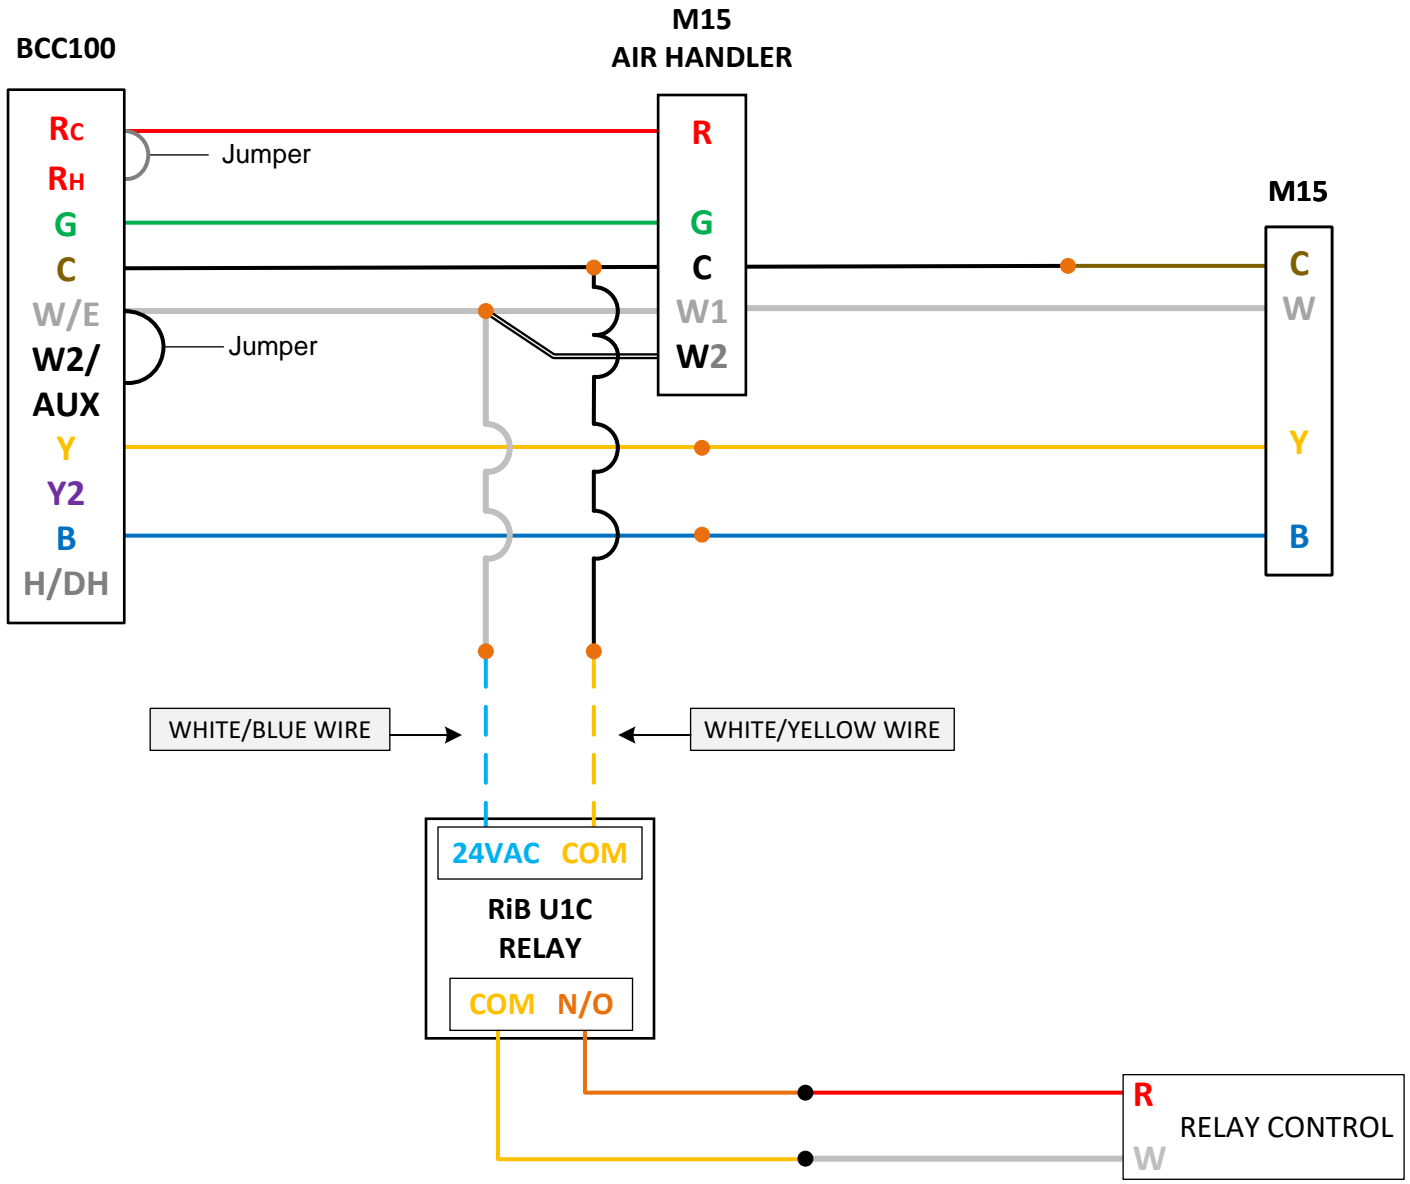 BCC100
M15
AIR HANDLER
M15
RC
RH
G
C
W/E
W2/
AUX
Y
Y2
B
H/DH
Jumper
Jumper
R
G
C
W1
W2
C
W
Y
B
WHITE/BLUE WIRE
WHITE/YELLOW WIRE
24VAC COM
RiB U1C
RELAY
COM N/O
R
RELAY CONTROL
W